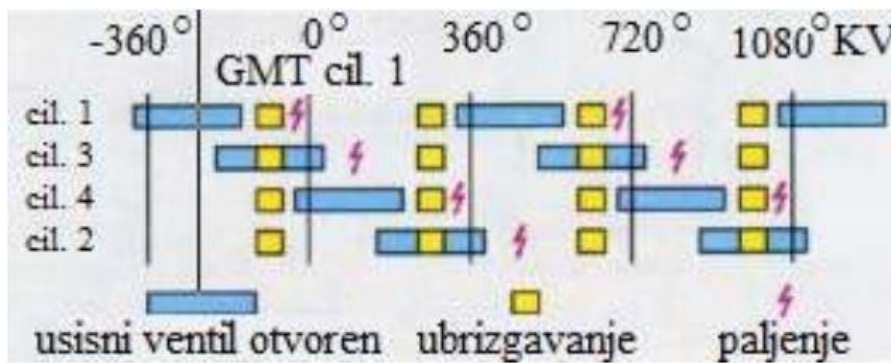 -360° 0° 360° 720° 1080°KV
GMT cil. 1
cil. 1
cil. 3
cil. 4
cil. 2
usisni ventil otvoren ubrizgavanje paljenje